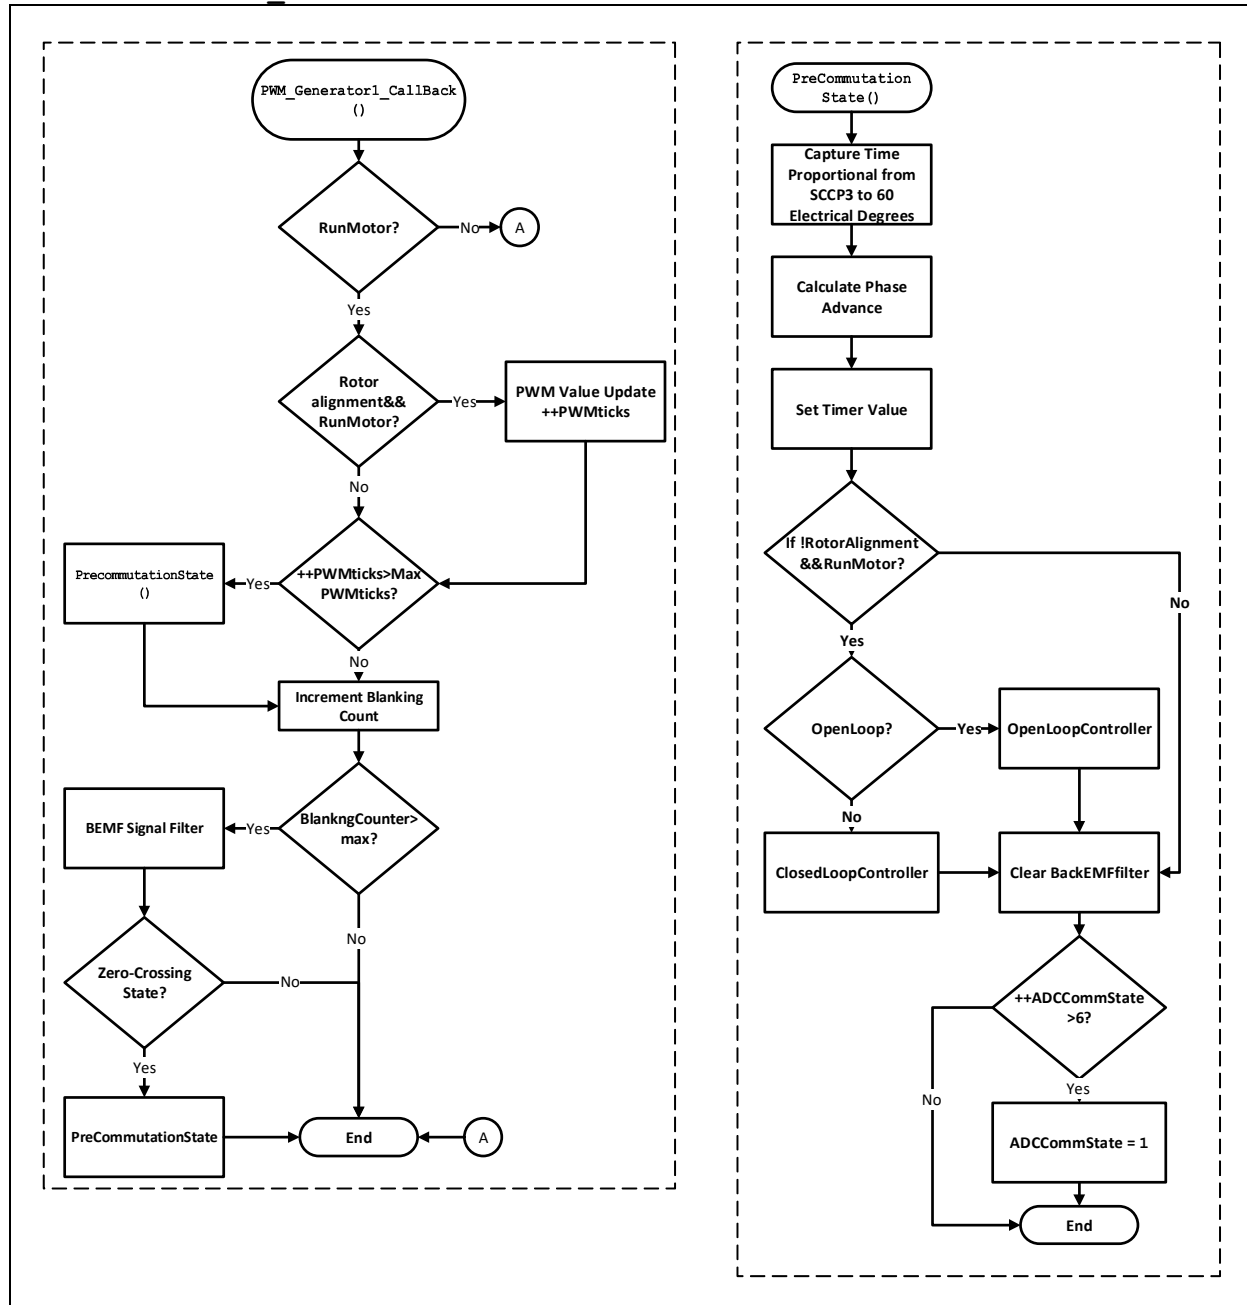 PWM_Generator1_CallBack
()
RunMotor?
No
A
Yes
Rotor
alignment&&
RunMotor?
Yes
PWM Value Update
++PWMticks
No
++PWMticks>Max
PWMticks?
Yes
PrecommutationState
()
No
Increment Blanking
Count
BlankngCounter>
max?
Yes
BEMF Signal Filter
No
Zero-Crossing
State?
No
Yes
PreCommutationState
End
A
PreCommutation
State()
Capture Time
Proportional from
SCCP3 to 60
Electrical Degrees
Calculate Phase
Advance
Set Timer Value
If !RotorAlignment
&&RunMotor?
No
Yes
OpenLoop?
Yes
OpenLoopController
No
ClosedLoopController
Clear BackEMFfilter
++ADCCommState
>6?
No
Yes
ADCCommState = 1
End